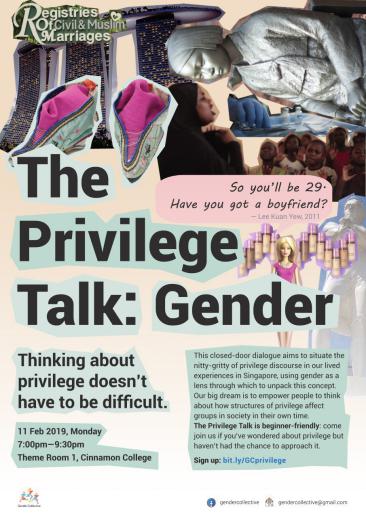 Registries
Of Civil & Muslim
Marriages
The
So you'll be 29.
Have you got a boyfriend?
— Lee Kuan Yew, 2011
Privilege
Talk: Gender
Thinking about
privilege doesn't
have to be difficult.
11 Feb 2019, Monday
7:00pm—9:30pm
Theme Room 1, Cinnamon College
This closed-door dialogue aims to situate the
nitty-gritty of privilege discourse in our lived
experiences in Singapore, using gender as a
lens through which to unpack this concept.
Our big dream is to empower people to think
about how structures of privilege affect
groups in society in their own time.
The Privilege Talk is beginner-friendly: come
join us if you've wondered about privilege but
haven't had the chance to approach it.
Sign up: bit.ly/GCprivilege
Gender Collective
gendercollective
gendercollective@gmail.com